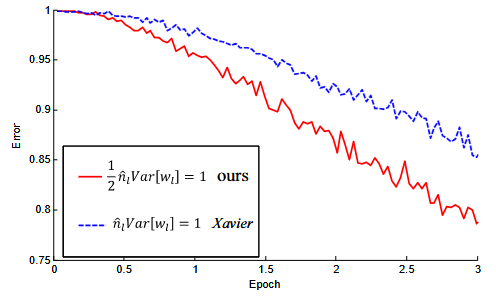 1
0.95
0.9
0.85
0.8
0.75
Error
½ n̂ₗVar[wₗ] = 1 ours
n̂ₗVar[wₗ] = 1 Xavier
0 0.5 1 1.5 2 2.5 3
Epoch